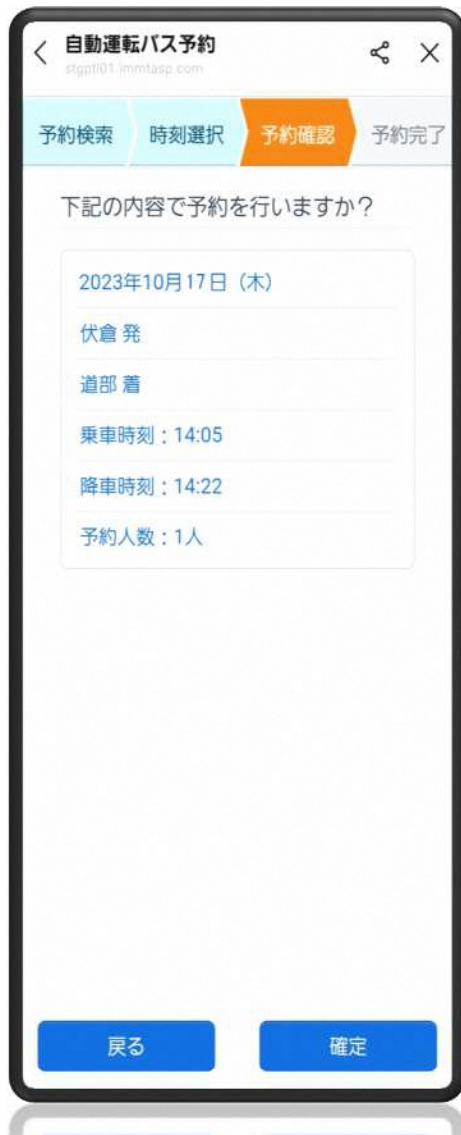 自動運転バス予約
stgptl01.immtasp.com
予約検索 時刻選択 予約確認 予約完了
下記の内容で予約を行いますか？
2023年10月17日（木）
伏倉 発
道部 着
乗車時刻：14:05
降車時刻：14:22
予約人数：1人
戻る 確定